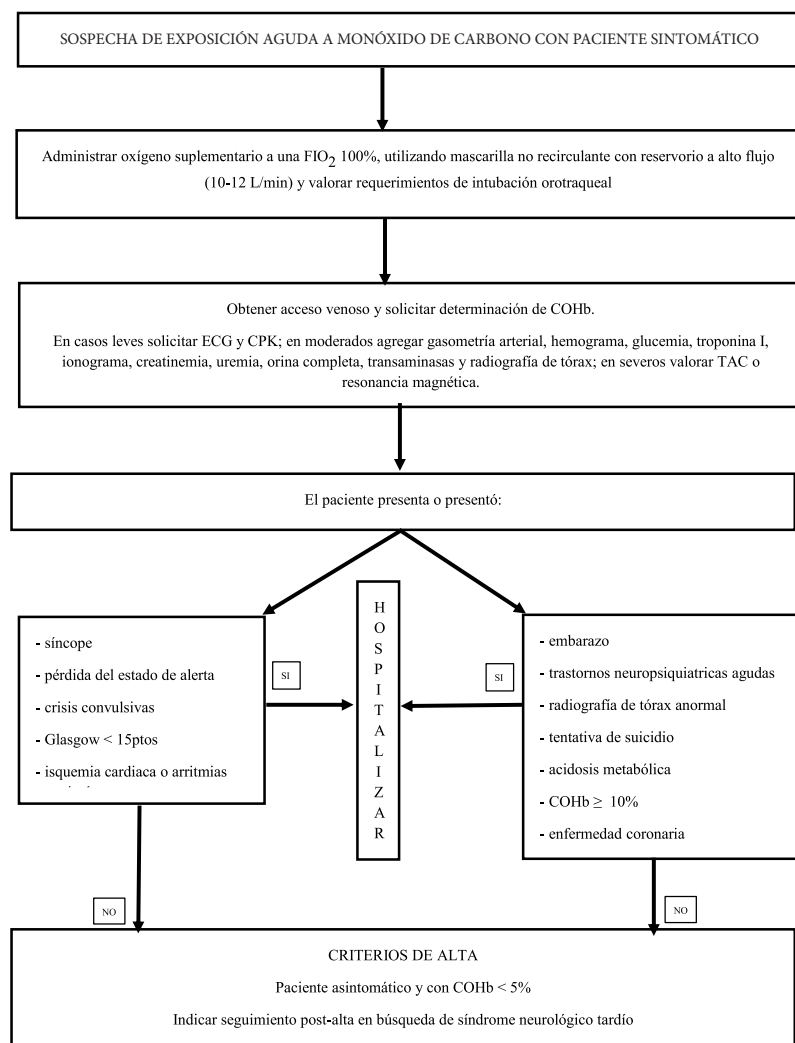 SOSPECHA DE EXPOSICIÓN AGUDA A MONÓXIDO DE CARBONO CON PACIENTE SINTOMÁTICO
Administrar oxígeno suplementario a una FIO2 100%, utilizando mascarilla no recirculante con reservorio a alto flujo
(10-12 L/min) y valorar requerimientos de intubación orotraqueal
Obtener acceso venoso y solicitar determinación de COHb.
En casos leves solicitar ECG y CPK; en moderados agregar gasometría arterial, hemograma, glucemia, troponina I,
ionograma, creatinemia, uremia, orina completa, transaminasas y radiografía de tórax; en severos valorar TAC o
resonancia magnética.
El paciente presenta o presentó:
- síncope
- pérdida del estado de alerta
- crisis convulsivas
- Glasgow < 15ptos
- isquemia cardiaca o arritmias
SI
HOSPITALIZAR
SI
- embarazo
- trastornos neuropsiquiatricas agudas
- radiografía de tórax anormal
- tentativa de suicidio
- acidosis metabólica
- COHb ≥ 10%
- enfermedad coronaria
NO
NO
CRITERIOS DE ALTA
Paciente asintomático y con COHb < 5%
Indicar seguimiento post-alta en búsqueda de síndrome neurológico tardío